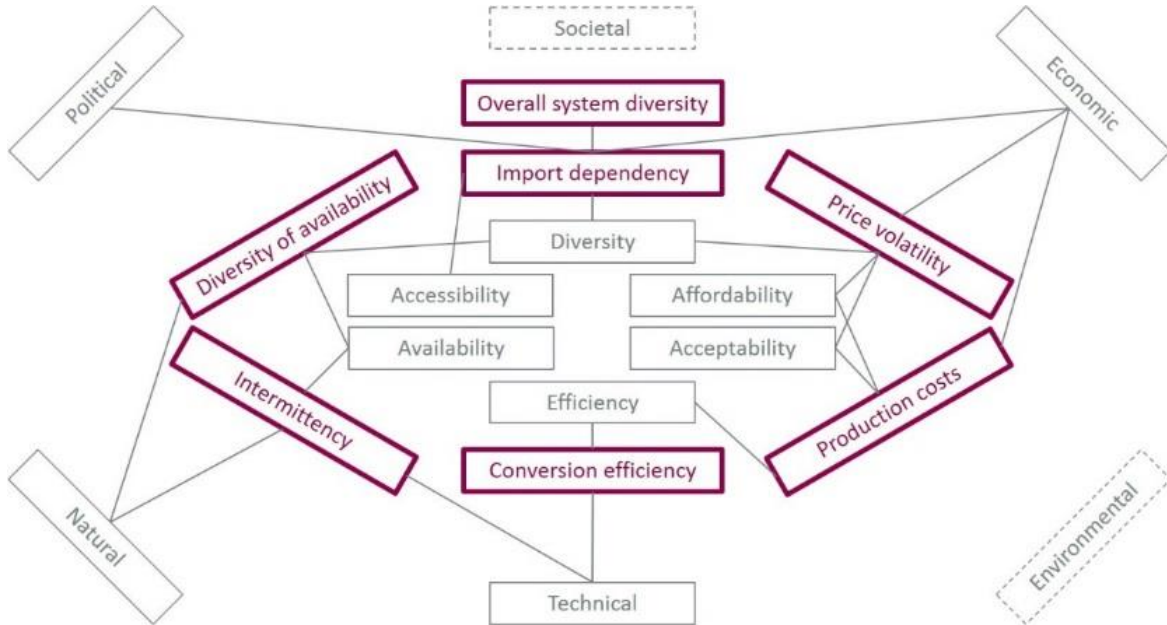 Societal
Political
Economic
Overall system diversity
Import dependency
Diversity of availability
Price volatility
Diversity
Accessibility
Affordability
Availability
Acceptability
Intermittency
Efficiency
Production costs
Conversion efficiency
Natural
Environmental
Technical